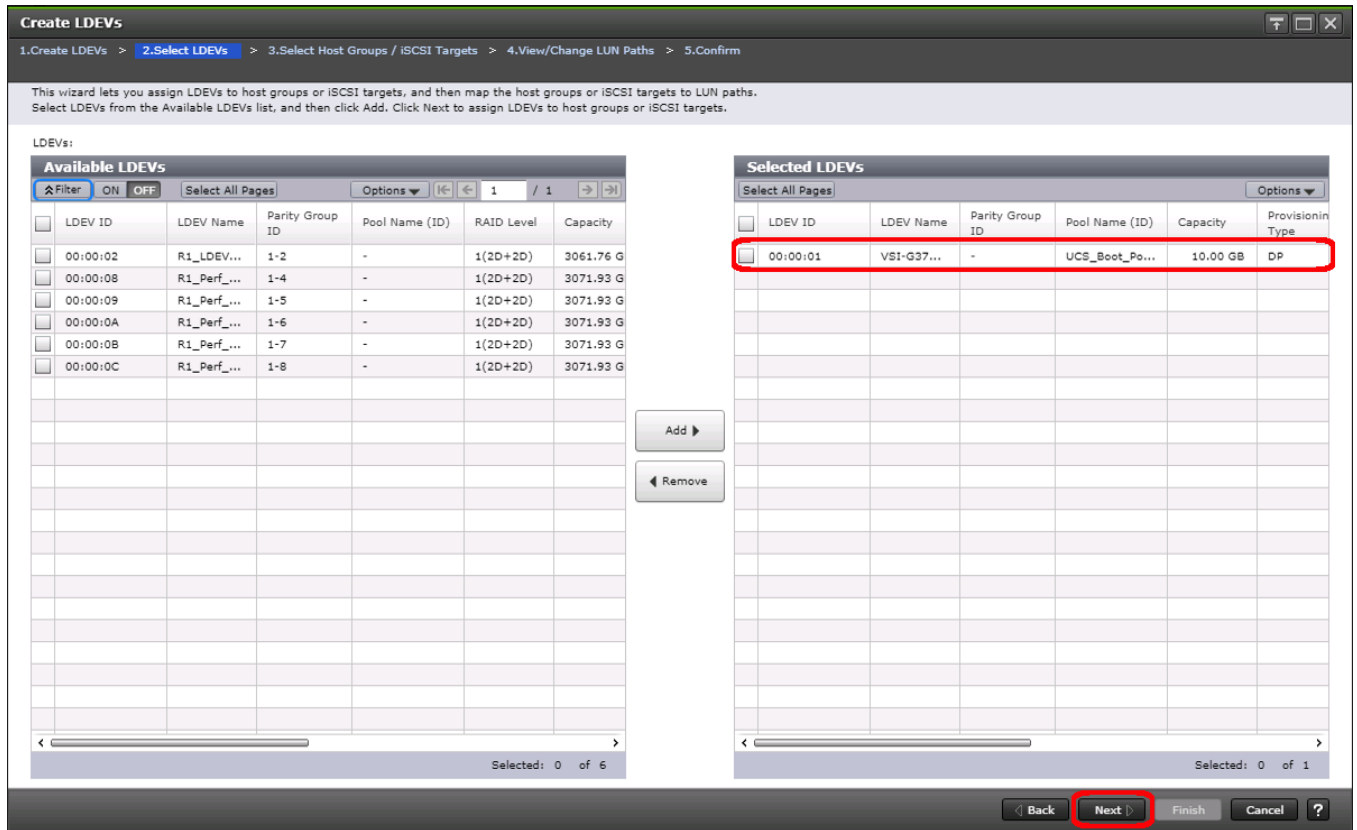 Create LDEVs
1.Create LDEVs > 2.Select LDEVs > 3.Select Host Groups / iSCSI Targets > 4.View/Change LUN Paths > 5.Confirm
This wizard lets you assign LDEVs to host groups or iSCSI targets, and then map the host groups or iSCSI targets to LUN paths.
Select LDEVs from the Available LDEVs list, and then click Add. Click Next to assign LDEVs to host groups or iSCSI targets.
LDEVs:
Available LDEVs
Filter ON OFF Select All Pages Options 1 / 1
LDEV ID LDEV Name Parity Group ID Pool Name (ID) RAID Level Capacity
00:00:02 R1_LDEV... 1-2 - 1(2D+2D) 3061.76 G
00:00:08 R1_Perf_... 1-4 - 1(2D+2D) 3071.93 G
00:00:09 R1_Perf_... 1-5 - 1(2D+2D) 3071.93 G
00:00:0A R1_Perf_... 1-6 - 1(2D+2D) 3071.93 G
00:00:0B R1_Perf_... 1-7 - 1(2D+2D) 3071.93 G
00:00:0C R1_Perf_... 1-8 - 1(2D+2D) 3071.93 G
Selected: 0 of 6
Add
Remove
Selected LDEVs
Select All Pages Options
LDEV ID LDEV Name Parity Group ID Pool Name (ID) Capacity Provisionin Type
00:00:01 VSI-G37... - UCS_Boot_Po... 10.00 GB DP
Selected: 0 of 1
Back Next Finish Cancel ?